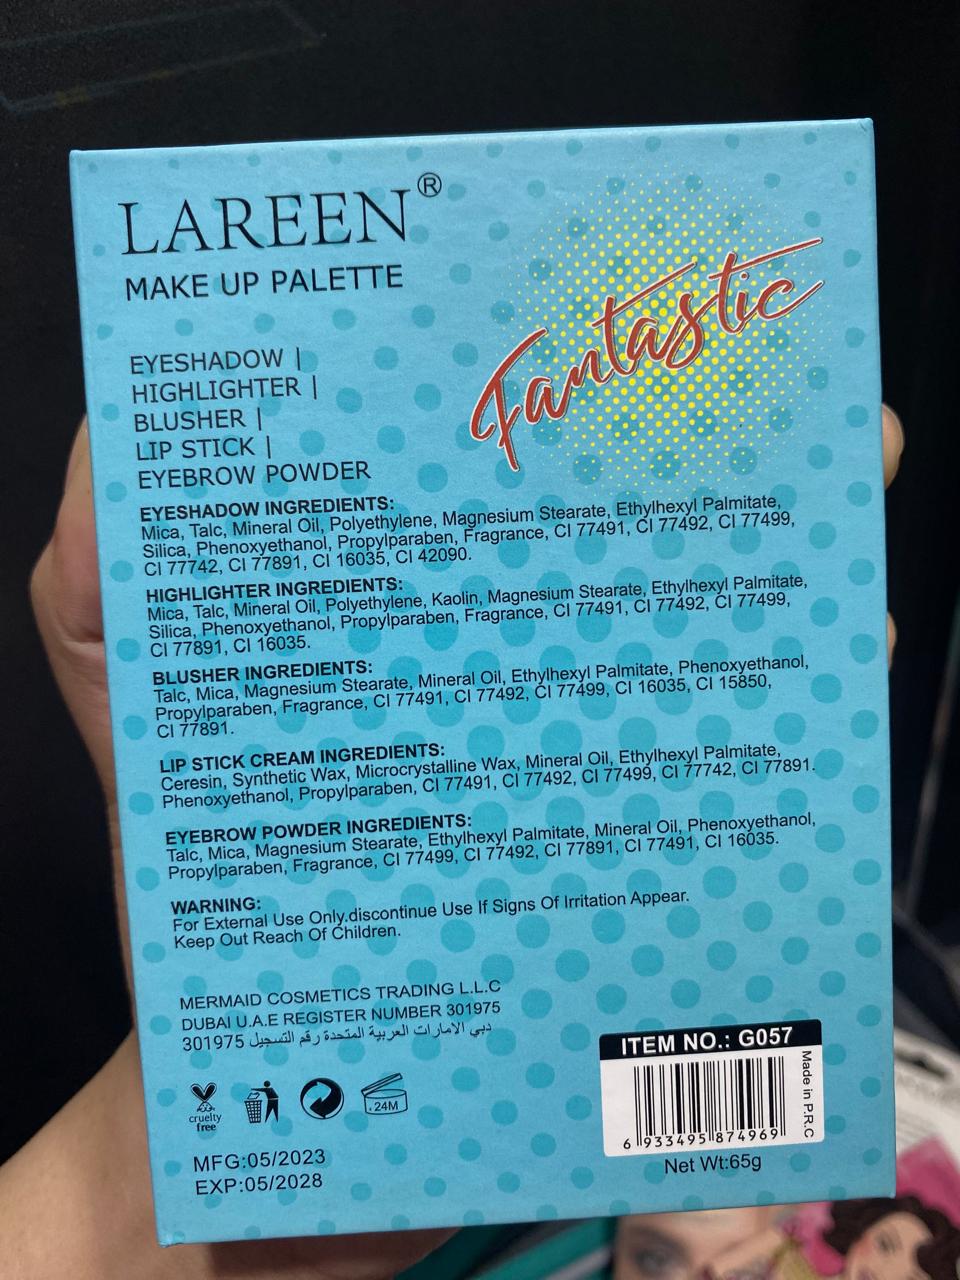 LAREEN®
MAKE UP PALETTE
Fantastic
EYESHADOW |
HIGHLIGHTER |
BLUSHER |
LIP STICK |
EYEBROW POWDER
EYESHADOW INGREDIENTS:
Mica, Talc, Mineral Oil, Polyethylene, Magnesium Stearate, Ethylhexyl Palmitate,
Silica, Phenoxyethanol, Propylparaben, Fragrance, CI 77491, CI 77492, CI 77499,
CI 77742, CI 77891, CI 16035, CI 42090.
HIGHLIGHTER INGREDIENTS:
Mica, Talc, Mineral Oil, Polyethylene, Kaolin, Magnesium Stearate, Ethylhexyl Palmitate,
Silica, Phenoxyethanol, Propylparaben, Fragrance, CI 77491, CI 77492, CI 77499,
CI 77891, CI 16035.
BLUSHER INGREDIENTS:
Talc, Mica, Magnesium Stearate, Mineral Oil, Ethylhexyl Palmitate, Phenoxyethanol,
Propylparaben, Fragrance, CI 77491, CI 77492, CI 77499, CI 16035, CI 15850,
CI 77891.
LIP STICK CREAM INGREDIENTS:
Ceresin, Synthetic Wax, Microcrystalline Wax, Mineral Oil, Ethylhexyl Palmitate,
Phenoxyethanol, Propylparaben, CI 77491, CI 77492, CI 77499, CI 77742, CI 77891.
EYEBROW POWDER INGREDIENTS:
Talc, Mica, Magnesium Stearate, Ethylhexyl Palmitate, Mineral Oil, Phenoxyethanol,
Propylparaben, Fragrance, CI 77499, CI 77492, CI 77891, CI 77491, CI 16035.
WARNING:
For External Use Only.discontinue Use If Signs Of Irritation Appear.
Keep Out Reach Of Children.
MERMAID COSMETICS TRADING L.L.C
DUBAI U.A.E REGISTER NUMBER 301975
دبي الامارات العربية المتحدة رقم التسجيل 301975
cruelty
free
24M
MFG:05/2023
EXP:05/2028
ITEM NO.: G057
Made in P.R.C
6 933495 874969
Net Wt:65g